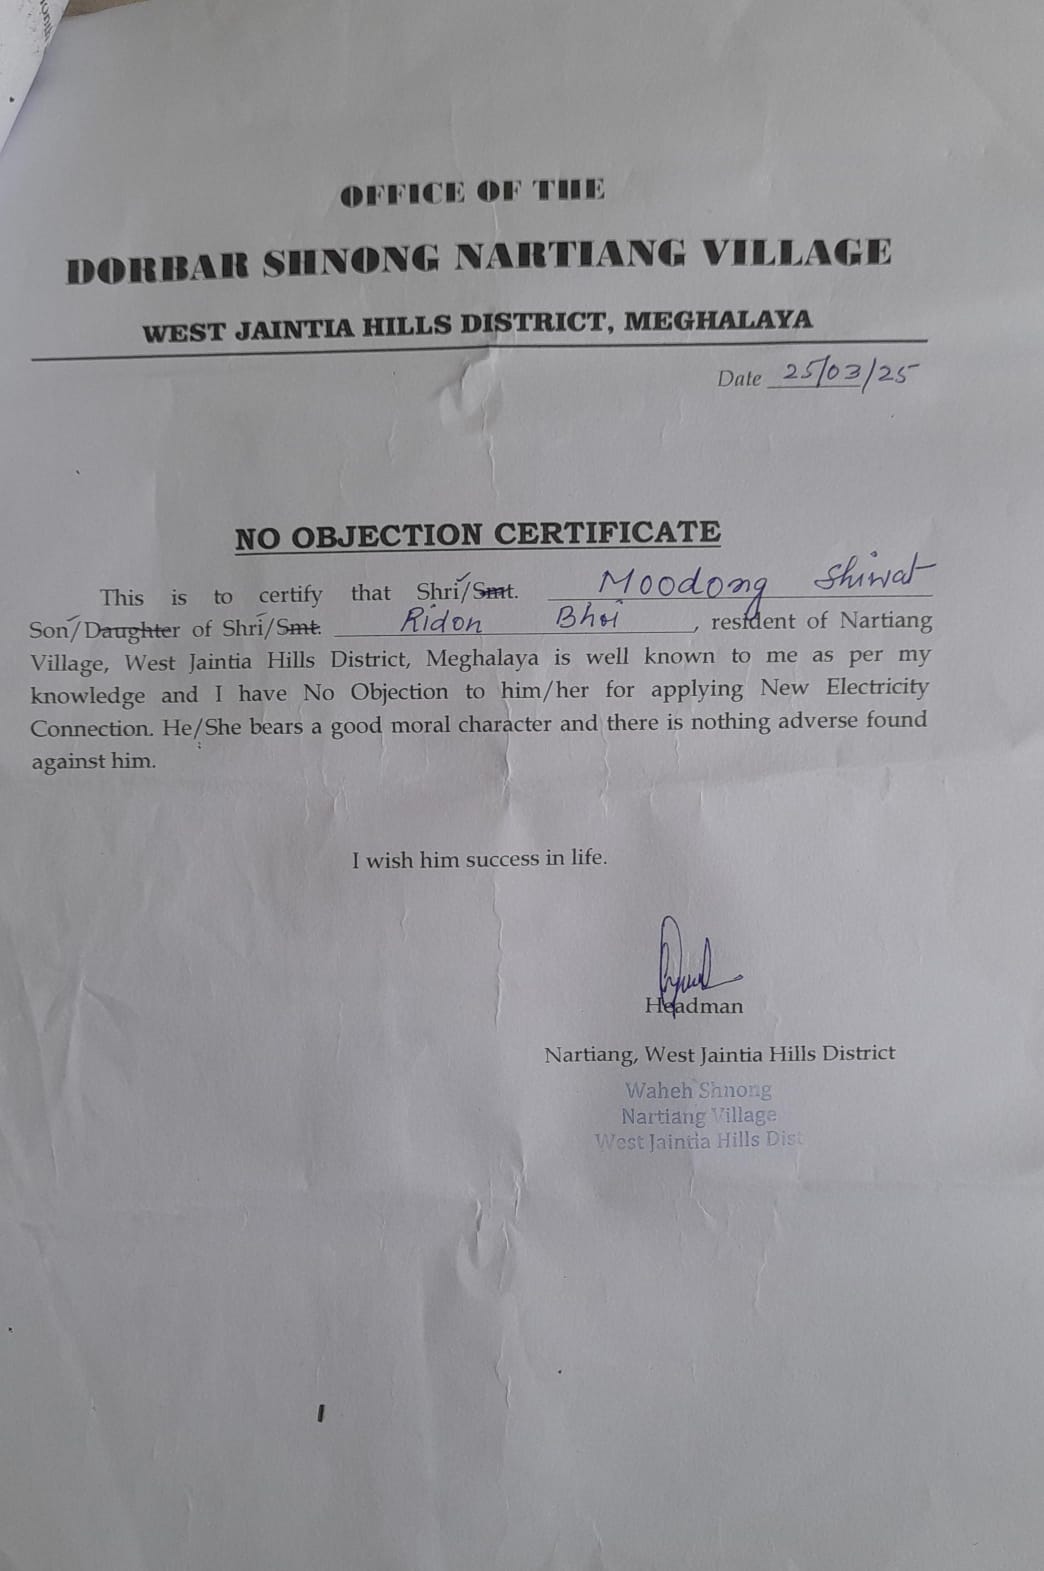 OFFICE OF THE
DORBAR SHNONG NARTIANG VILLAGE
WEST JAINTIA HILLS DISTRICT, MEGHALAYA
Date 25/03/25
NO OBJECTION CERTIFICATE
This is to certify that Shri/Smt. Moodong Shiwat
Son/Daughter of Shri/Smt. Ridon Bhoi, resident of Nartiang
Village, West Jaintia Hills District, Meghalaya is well known to me as per my
knowledge and I have No Objection to him/her for applying New Electricity
Connection. He/She bears a good moral character and there is nothing adverse found
against him.
I wish him success in life.
Headman
Nartiang, West Jaintia Hills District
Waheh Shnong
Nartiang Village
West Jaintia Hills Dist